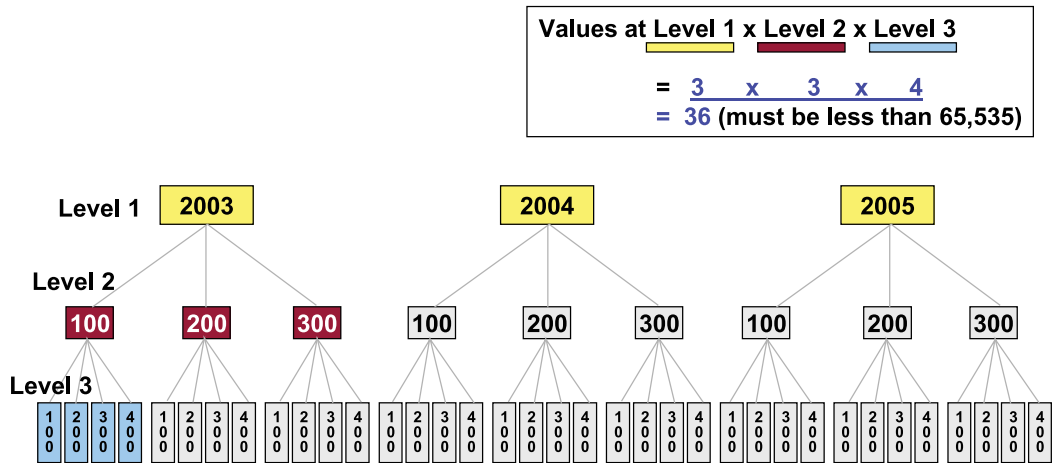 Values at Level 1 x Level 2 x Level 3
= 3 x 3 x 4
= 36 (must be less than 65,535)
Level 1
2003 2004 2005
Level 2
100 200 300 100 200 300 100 200 300
Level 3
100 200 300 400 100 200 300 400 100 200 300 400 100 200 300 400 100 200 300 400 100 200 300 400 100 200 300 400 100 200 300 400 100 200 300 400